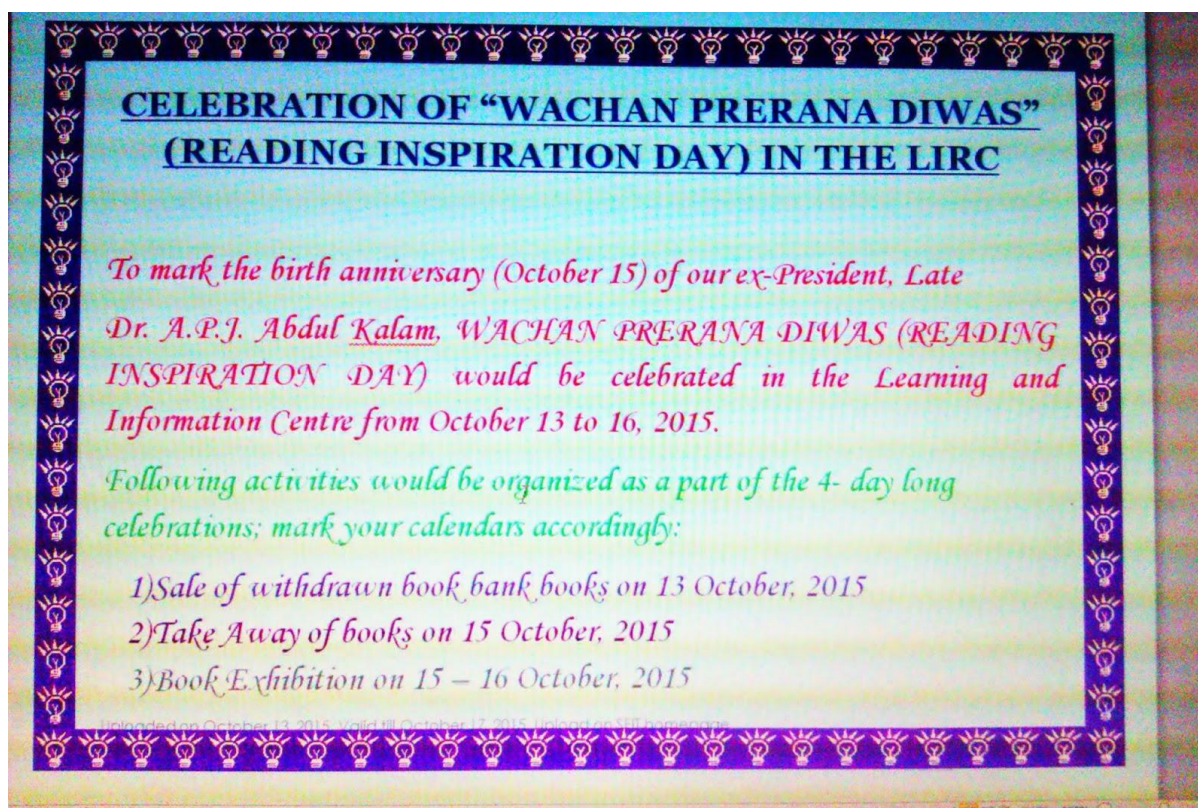 CELEBRATION OF “WACHAN PRERANA DIWAS”
(READING INSPIRATION DAY) IN THE LIRC
To mark the birth anniversary (October 15) of our ex-President, Late
Dr. A.P.J. Abdul Kalam, WACHAN PRERANA DIWAS (READING
INSPIRATION DAY) would be celebrated in the Learning and
Information Centre from October 13 to 16, 2015.
Following activities would be organized as a part of the 4- day long
celebrations; mark your calendars accordingly:
1)Sale of withdrawn book bank books on 13 October, 2015
2)Take Away of books on 15 October, 2015
3)Book Exhibition on 15 – 16 October, 2015
Uploaded on October 13, 2015. Valid till October 17, 2015. Upload on SFIT homepage